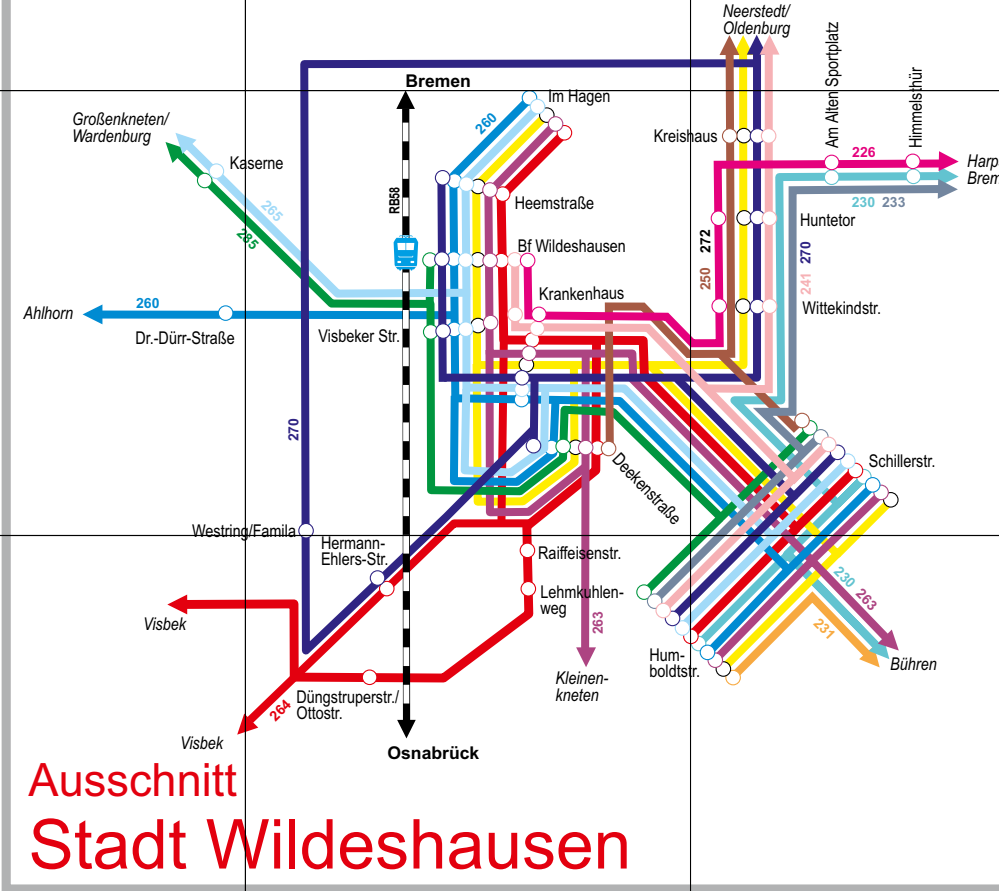 Neerstedt/
Oldenburg
Am Alten Sportplatz
Himmelsthür
Bremen
Im Hagen
260
Großenkneten/
Wardenburg
Kreishaus
Kaserne
226
Harp
Brem
RB58
Heemstraße
230 233
265
285
272
250
Huntetor
270
241
Bf Wildeshausen
Krankenhaus
260
Ahlhorn
Dr.-Dürr-Straße
Visbeker Str.
Wittekindstr.
270
Deekenstraße
Schillerstr.
Westring/Famila
Hermann-
Ehlers-Str.
Raiffeisenstr.
Lehmkuhlen-
weg
263
230
263
231
Visbek
Hum-
boldtstr.
Bühren
Kleinen-
kneten
Düngstruperstr./
Ottostr.
264
Visbek
Osnabrück
Ausschnitt
Stadt Wildeshausen